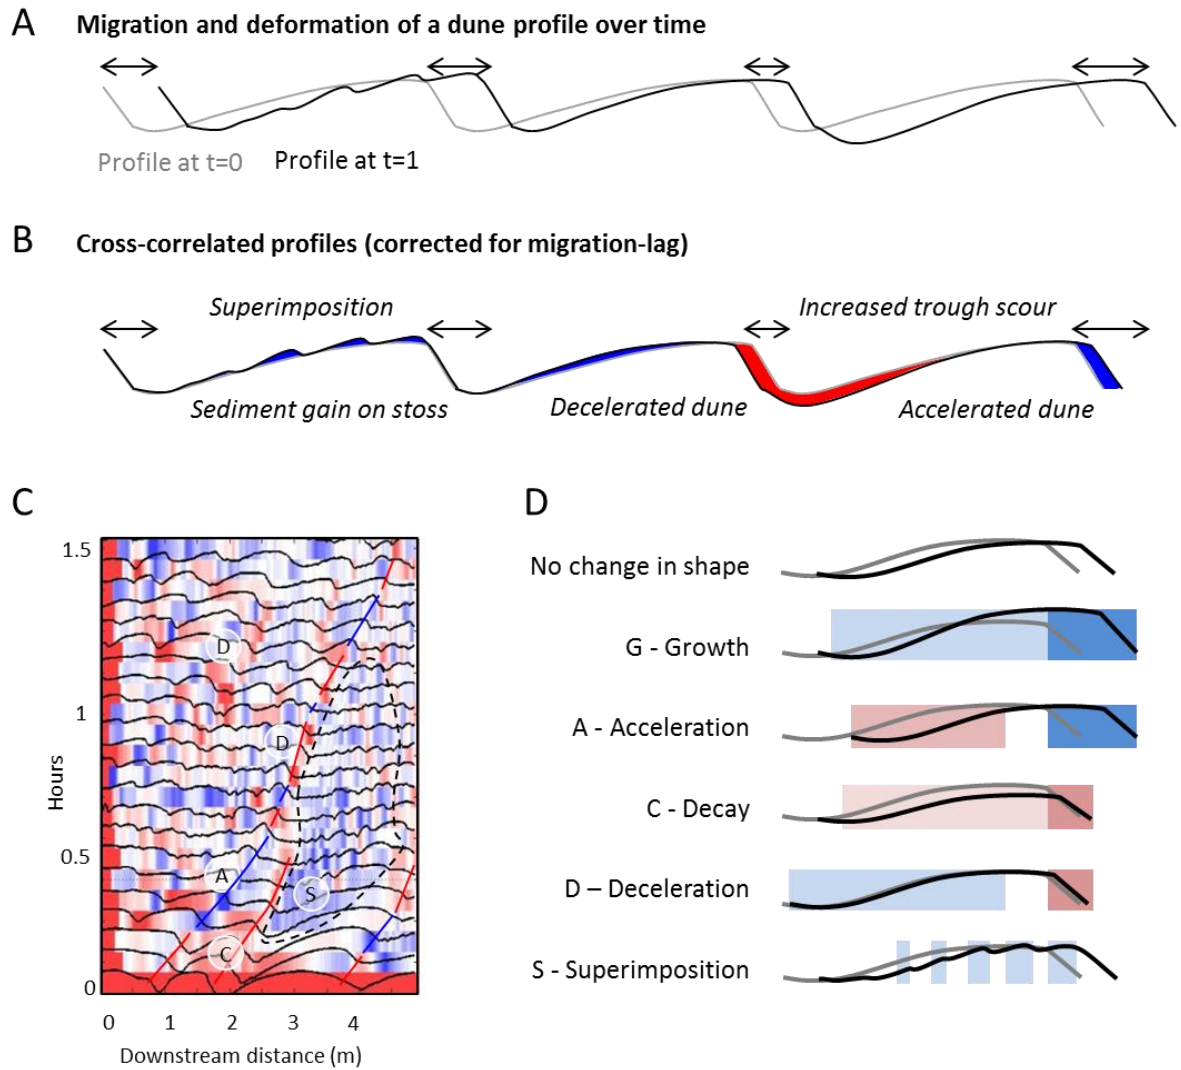 A
Migration and deformation of a dune profile over time
Profile at t=0
Profile at t=1
B
Cross-correlated profiles (corrected for migration-lag)
Superimposition
Increased trough scour
Sediment gain on stoss
Decelerated dune
Accelerated dune
C
1.5
1
0.5
0
Hours
D
D
A
S
C
0 1 2 3 4
Downstream distance (m)
D
No change in shape
G - Growth
A - Acceleration
C - Decay
D – Deceleration
S - Superimposition